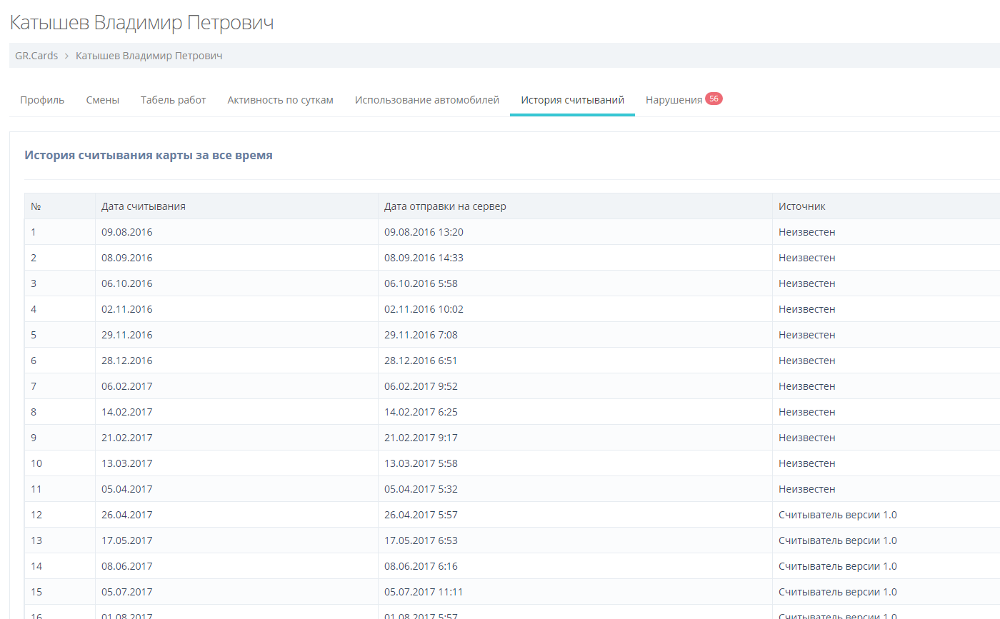 Катышев Владимир Петрович
GR.Cards > Катышев Владимир Петрович
Профиль Смены Табель работ Активность по суткам Использование автомобилей История считываний Нарушения 56
История считывания карты за все время
№ Дата считывания Дата отправки на сервер Источник
1 09.08.2016 09.08.2016 13:20 Неизвестен
2 08.09.2016 08.09.2016 14:33 Неизвестен
3 06.10.2016 06.10.2016 5:58 Неизвестен
4 02.11.2016 02.11.2016 10:02 Неизвестен
5 29.11.2016 29.11.2016 7:08 Неизвестен
6 28.12.2016 28.12.2016 6:51 Неизвестен
7 06.02.2017 06.02.2017 9:52 Неизвестен
8 14.02.2017 14.02.2017 6:25 Неизвестен
9 21.02.2017 21.02.2017 9:17 Неизвестен
10 13.03.2017 13.03.2017 5:58 Неизвестен
11 05.04.2017 05.04.2017 5:32 Неизвестен
12 26.04.2017 26.04.2017 5:57 Считыватель версии 1.0
13 17.05.2017 17.05.2017 6:53 Считыватель версии 1.0
14 08.06.2017 08.06.2017 6:16 Считыватель версии 1.0
15 05.07.2017 05.07.2017 11:11 Считыватель версии 1.0
16 01.08.2017 01.08.2017 5:57 Считыватель версии 1.0